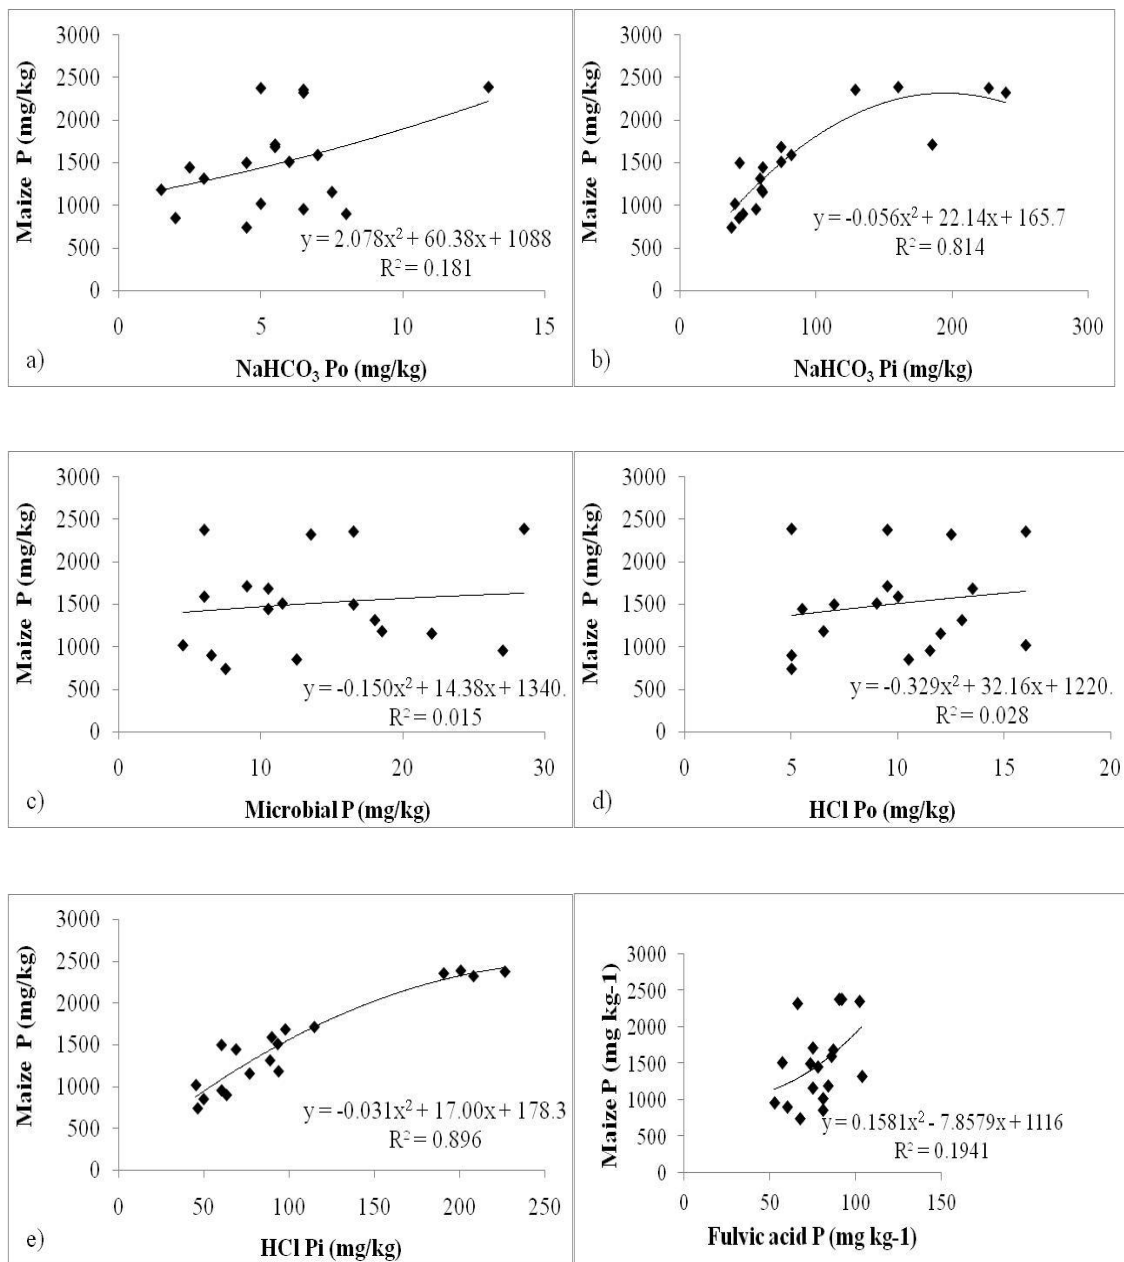 3000
2500
2000
1500
1000
500
0
Maize P (mg/kg)
y = 2.078x² + 60.38x + 1088
R² = 0.181
0 5 10 15
a) NaHCO₃ Po (mg/kg)
3000
2500
2000
1500
1000
500
0
Maize P (mg/kg)
y = -0.056x² + 22.14x + 165.7
R² = 0.814
0 100 200 300
b) NaHCO₃ Pi (mg/kg)
3000
2500
2000
1500
1000
500
0
Maize P (mg/kg)
y = -0.150x² + 14.38x + 1340.
R² = 0.015
0 10 20 30
c) Microbial P (mg/kg)
3000
2500
2000
1500
1000
500
0
Maize P (mg/kg)
y = -0.329x² + 32.16x + 1220.
R² = 0.028
0 5 10 15 20
d) HCl Po (mg/kg)
3000
2500
2000
1500
1000
500
0
Maize P (mg/kg)
y = -0.031x² + 17.00x + 178.3
R² = 0.896
0 50 100 150 200 250
e) HCl Pi (mg/kg)
3000
2500
2000
1500
1000
500
0
Maize P (mg kg-1)
y = 0.1581x² - 7.8579x + 1116
R² = 0.1941
0 50 100 150
Fulvic acid P (mg kg-1)